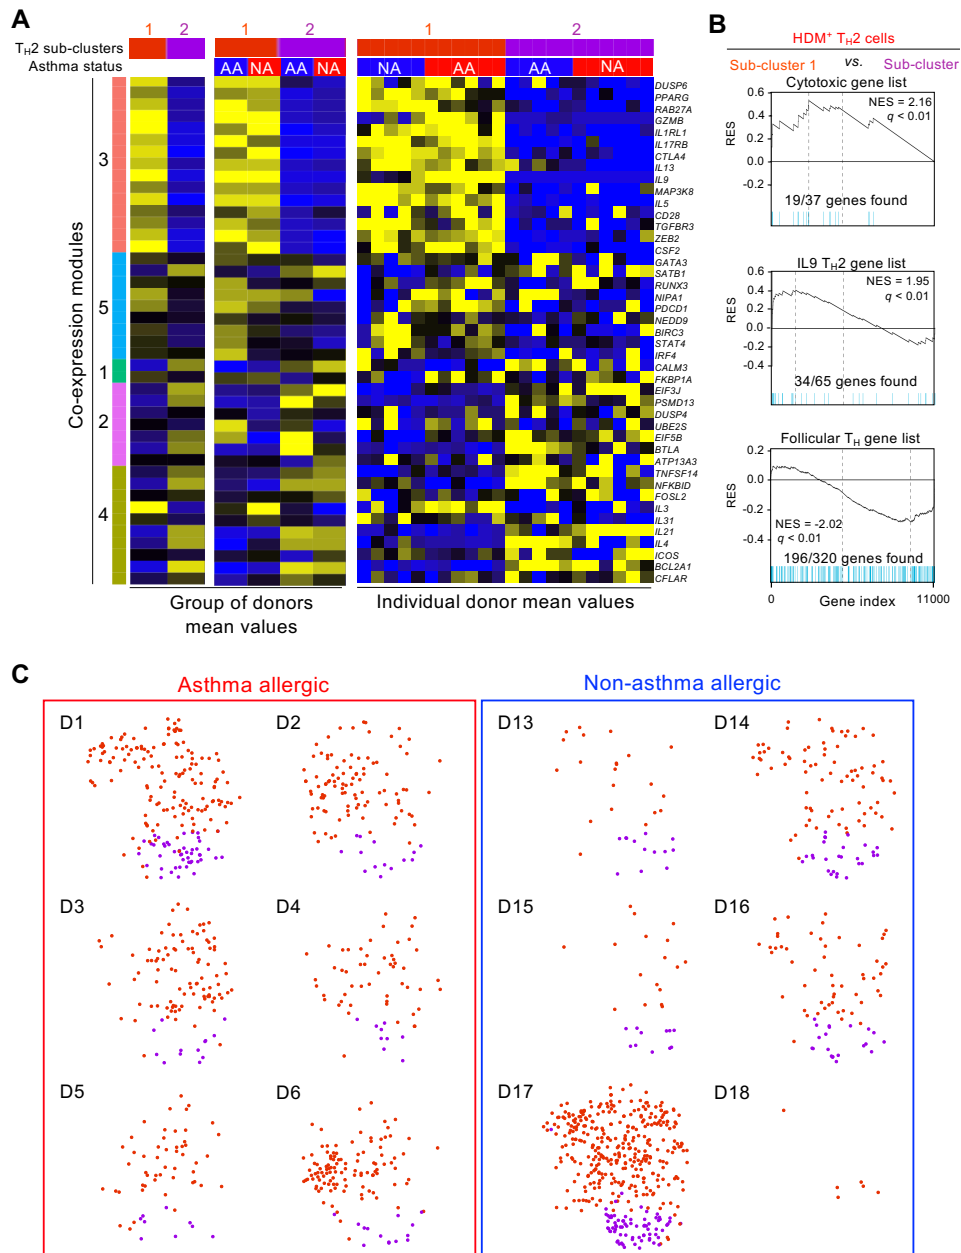 A
1 2 1 2 1 2
TH2 sub-clusters
Asthma status
AA NA AA NA NA AA AA NA
Co-expression modules
3
5
1
2
4
DUSP6
PPARG
RAB27A
GZMB
IL1RL1
IL17RB
CTLA4
IL13
IL9
MAP3K8
IL5
CD28
TGFBR3
ZEB2
CSF2
GATA3
SATB1
RUNX3
NIPA1
PDCD1
NEDD9
BIRC3
STAT4
IRF4
CALM3
FKBP1A
EIF3J
PSMD13
DUSP4
UBE2S
EIF5B
BTLA
ATP13A3
TNFSF14
NFKBID
FOSL2
IL3
IL31
IL21
IL4
ICOS
BCL2A1
CFLAR
Group of donors
mean values
Individual donor mean values
B
HDM+ TH2 cells
Sub-cluster 1 vs. Sub-cluster
Cytotoxic gene list
0.6
0.4
0.2
0.0
-0.2
RES
NES = 2.16
q < 0.01
19/37 genes found
IL9 TH2 gene list
0.6
0.4
0.2
0.0
-0.2
-0.4
RES
NES = 1.95
q < 0.01
34/65 genes found
Follicular TH gene list
0.2
0.0
-0.2
-0.4
RES
NES = -2.02
q < 0.01
196/320 genes found
0 Gene index 11000
C
Asthma allergic
D1 D2
D3 D4
D5 D6
Non-asthma allergic
D13 D14
D15 D16
D17 D18